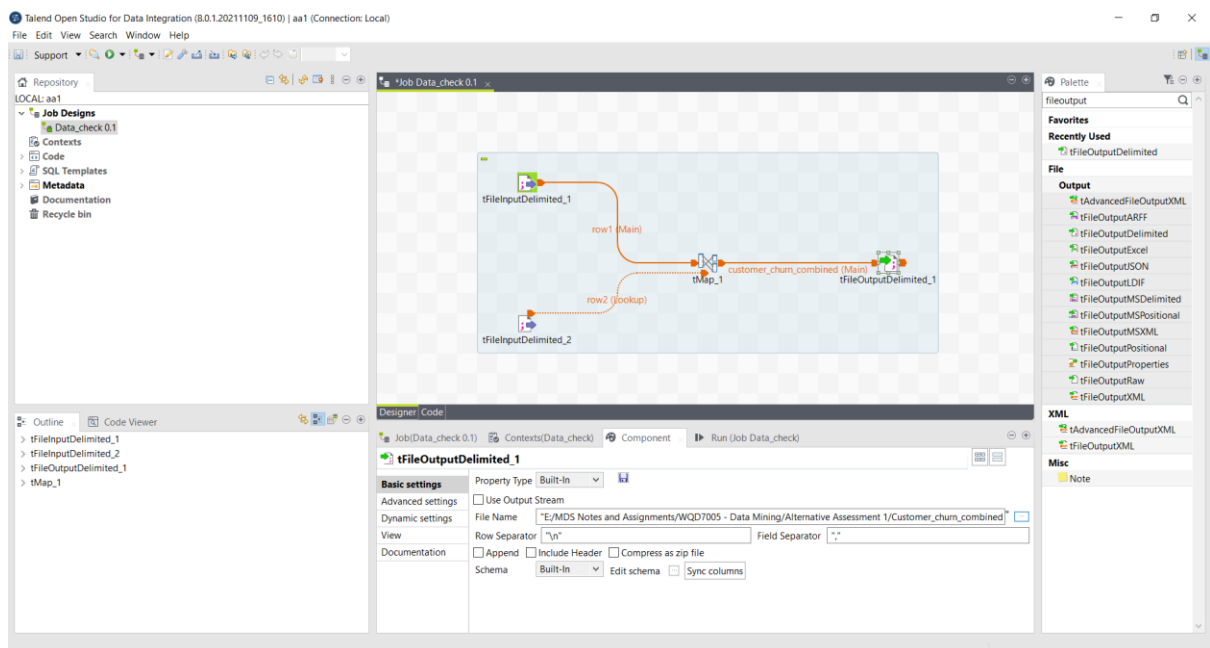 Talend Open Studio for Data Integration (8.0.1.20211109_1610) | aa1 (Connection: Local)
File Edit View Search Window Help
Support
Repository
LOCAL: aa1
Job Designs
Data_check 0.1
Contexts
Code
SQL Templates
Metadata
Documentation
Recycle bin
*Job Data_check 0.1
tFileInputDelimited_1
row1 (Main)
customer_churn_combined (Main)
tMap_1
tFileOutputDelimited_1
row2 (Lookup)
tFileInputDelimited_2
Designer Code
Palette
fileoutput
Favorites
Recently Used
tFileOutputDelimited
File
Output
tAdvancedFileOutputXML
tFileOutputARFF
tFileOutputDelimited
tFileOutputExcel
tFileOutputJSON
tFileOutputLDIF
tFileOutputMSDelimited
tFileOutputMSPositional
tFileOutputMSXML
tFileOutputPositional
tFileOutputProperties
tFileOutputRaw
tFileOutputXML
XML
tAdvancedFileOutputXML
tFileOutputXML
Misc
Note
Outline Code Viewer
tFileInputDelimited_1
tFileInputDelimited_2
tFileOutputDelimited_1
tMap_1
Job(Data_check 0.1) Contexts(Data_check) Component Run (Job Data_check)
tFileOutputDelimited_1
Basic settings
Advanced settings
Dynamic settings
View
Documentation
Property Type Built-In
Use Output Stream
File Name "E:/MDS Notes and Assignments/WQD7005 - Data Mining/Alternative Assessment 1/Customer_churn_combined"
Row Separator "\n" Field Separator ","
Append Include Header Compress as zip file
Schema Built-In Edit schema ... Sync columns